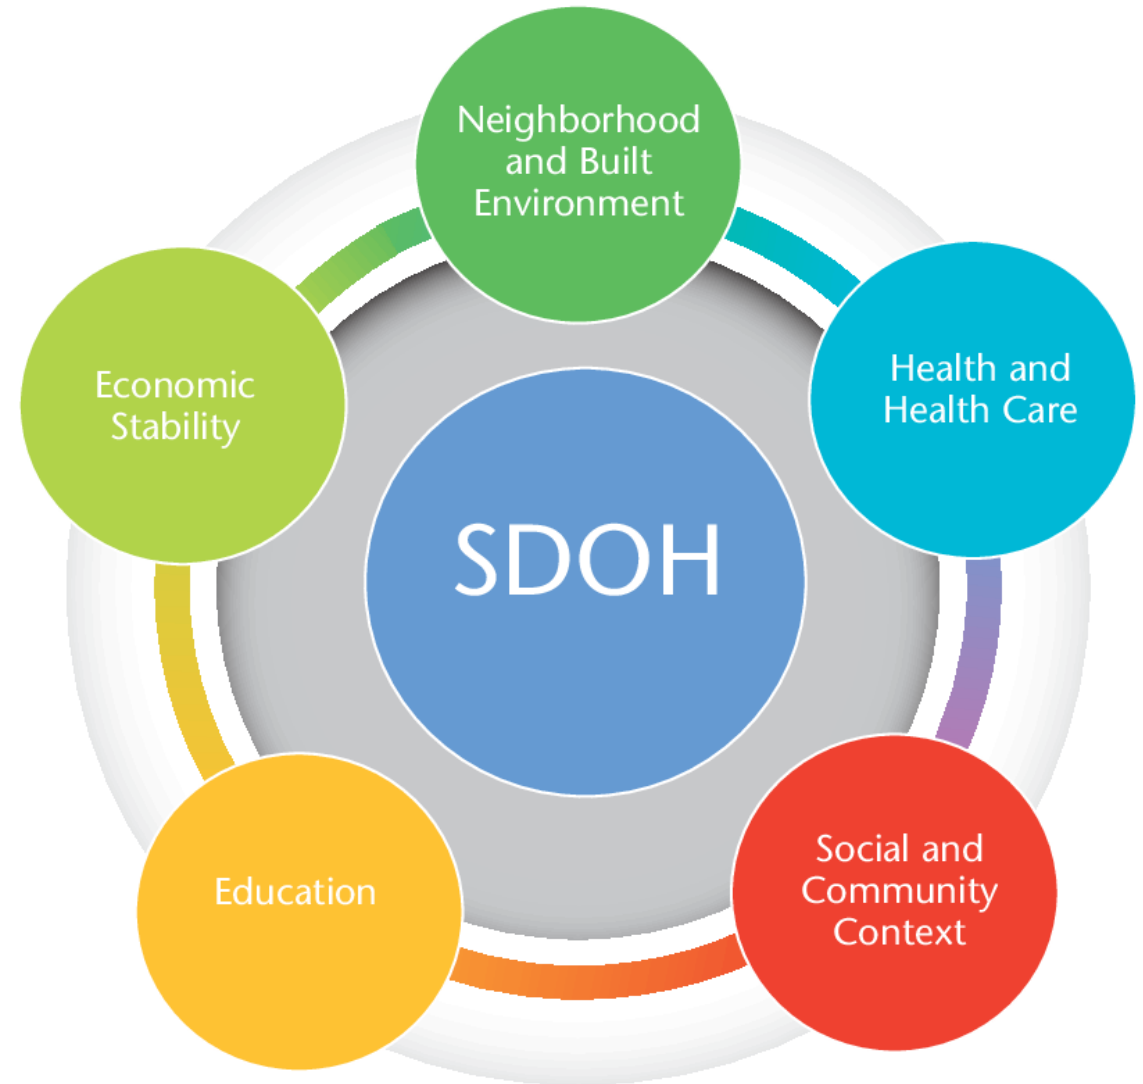 Neighborhood
and Built
Environment
Health and
Health Care
Economic
Stability
SDOH
Social and
Community
Context
Education